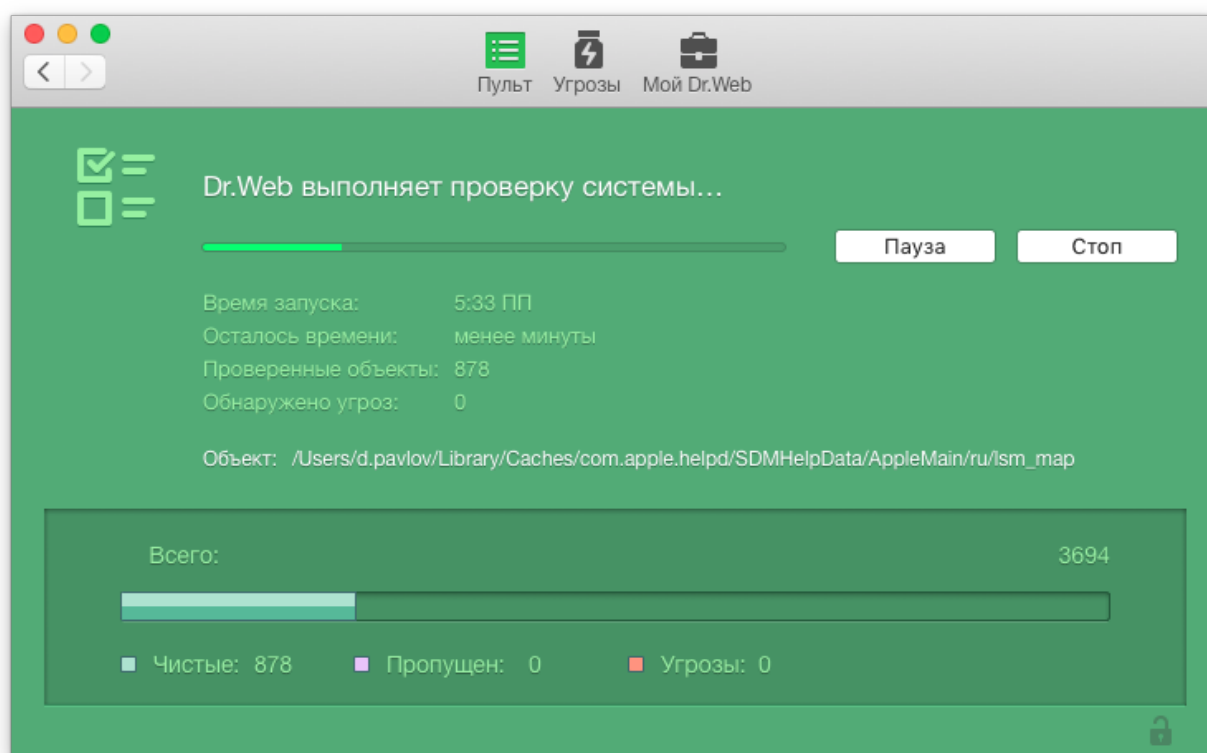 Пульт Угрозы Мой Dr.Web
Dr.Web выполняет проверку системы...
Пауза Стоп
Время запуска: 5:33 ПП
Осталось времени: менее минуты
Проверенные объекты: 878
Обнаружено угроз: 0
Объект: /Users/d.pavlov/Library/Caches/com.apple.helpd/SDMHelpData/AppleMain/ru/lsm_map
Всего: 3694
Чистые: 878 Пропущен: 0 Угрозы: 0